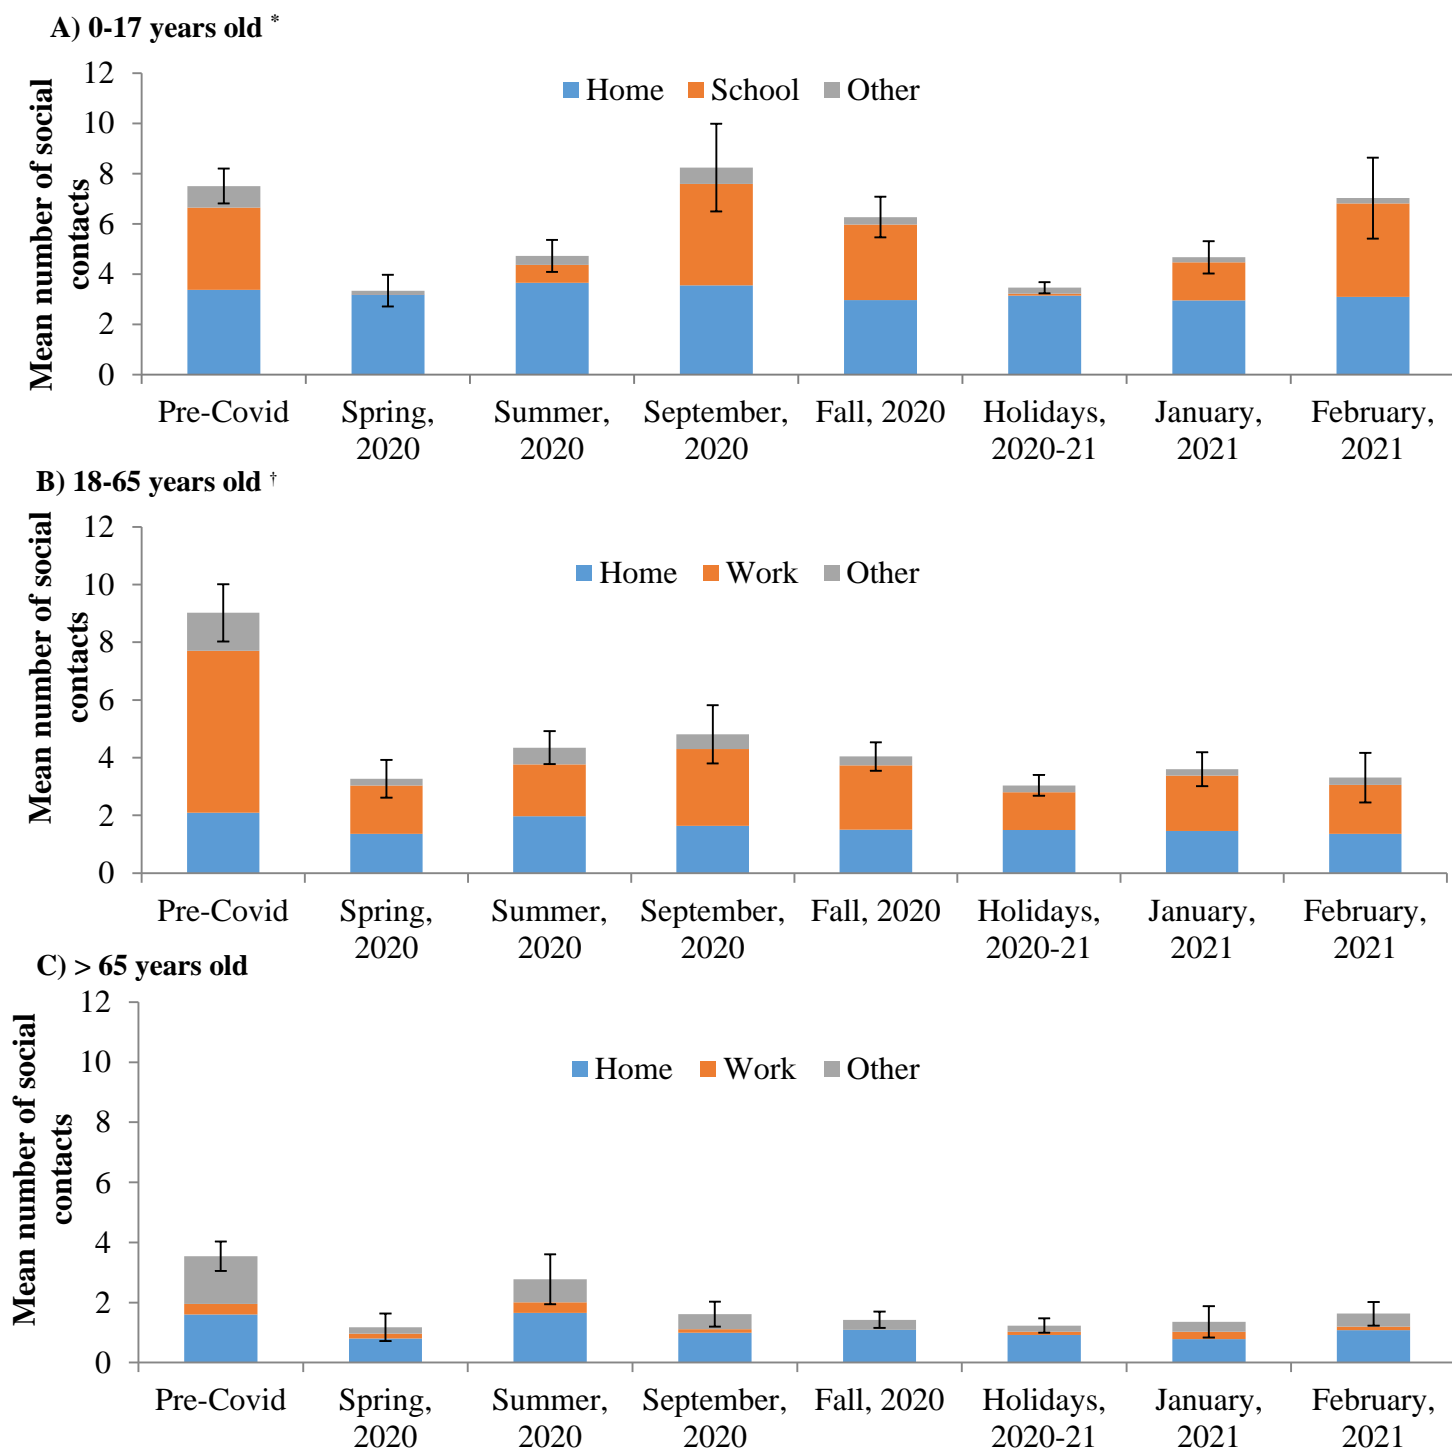 A) 0-17 years old *
Mean number of social
contacts
12
10
8
6
4
2
0
Home School Other
Pre-Covid Spring, Summer, September, Fall, 2020 Holidays, January, February,
2020 2020 2020 2020-21 2021 2021
B) 18-65 years old †
Mean number of social
contacts
12
10
8
6
4
2
0
Home Work Other
Pre-Covid Spring, Summer, September, Fall, 2020 Holidays, January, February,
2020 2020 2020 2020-21 2021 2021
C) > 65 years old
Mean number of social
contacts
12
10
8
6
4
2
0
Home Work Other
Pre-Covid Spring, Summer, September, Fall, 2020 Holidays, January, February,
2020 2020 2020 2020-21 2021 2021